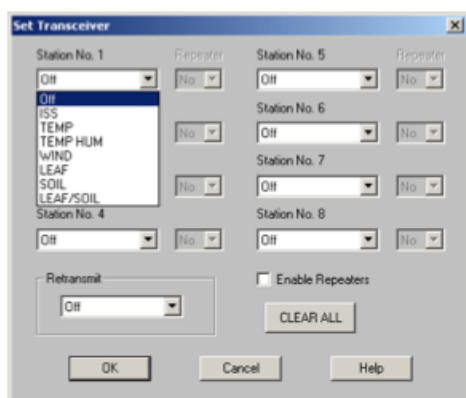 Set Transceiver
Station No. 1 Repeater Station No. 5 Repeater
Off No Off No
Off
ISS
TEMP
TEMP HUM
WIND
LEAF
SOIL
LEAF/SOIL
Station No. 6
No Off No
Station No. 7
No Off No
Station No. 4 Station No. 8
Off No Off No
Retransmit
Off
Enable Repeaters
CLEAR ALL
OK Cancel Help